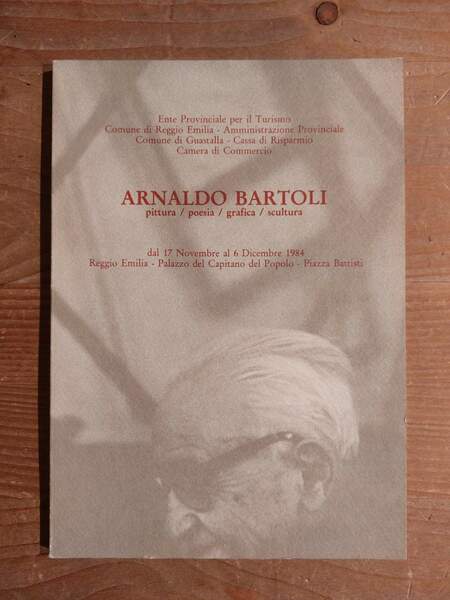 Ente Provinciale per il Turismo
Comune di Reggio Emilia - Amministrazione Provinciale
Comune di Guastalla - Cassa di Risparmio
Camera di Commercio
ARNALDO BARTOLI
pittura / poesia / grafica / scultura
dal 17 Novembre al 6 Dicembre 1984
Reggio Emilia - Palazzo del Capitano del Popolo - Piazza Battisti